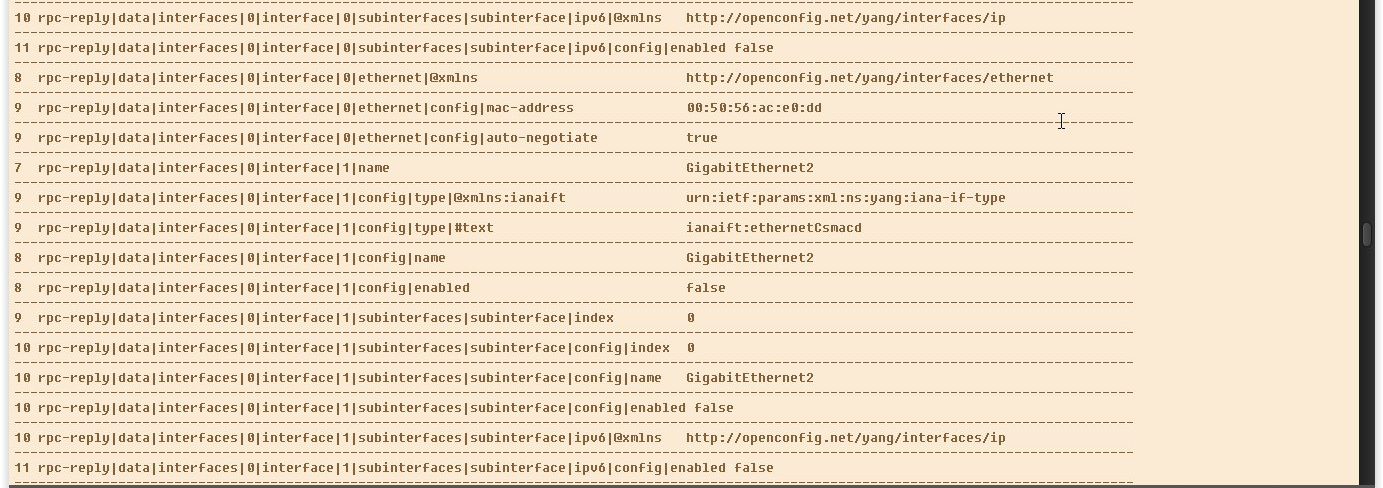 10 rpc-reply|data|interfaces|0|interface|0|subinterfaces|subinterface|ipv6|@xmlns http://openconfig.net/yang/interfaces/ip
11 rpc-reply|data|interfaces|0|interface|0|subinterfaces|subinterface|ipv6|config|enabled false
8 rpc-reply|data|interfaces|0|interface|0|ethernet|@xmlns http://openconfig.net/yang/interfaces/ethernet
9 rpc-reply|data|interfaces|0|interface|0|ethernet|config|mac-address 00:50:56:ac:e0:dd
9 rpc-reply|data|interfaces|0|interface|0|ethernet|config|auto-negotiate true
7 rpc-reply|data|interfaces|0|interface|1|name GigabitEthernet2
9 rpc-reply|data|interfaces|0|interface|1|config|type|@xmlns:ianaift urn:ietf:params:xml:ns:yang:iana-if-type
9 rpc-reply|data|interfaces|0|interface|1|config|type|#text ianaift:ethernetCsmacd
8 rpc-reply|data|interfaces|0|interface|1|config|name GigabitEthernet2
8 rpc-reply|data|interfaces|0|interface|1|config|enabled false
9 rpc-reply|data|interfaces|0|interface|1|subinterfaces|subinterface|index 0
10 rpc-reply|data|interfaces|0|interface|1|subinterfaces|subinterface|config|index 0
10 rpc-reply|data|interfaces|0|interface|1|subinterfaces|subinterface|config|name GigabitEthernet2
10 rpc-reply|data|interfaces|0|interface|1|subinterfaces|subinterface|config|enabled false
10 rpc-reply|data|interfaces|0|interface|1|subinterfaces|subinterface|ipv6|@xmlns http://openconfig.net/yang/interfaces/ip
11 rpc-reply|data|interfaces|0|interface|1|subinterfaces|subinterface|ipv6|config|enabled false